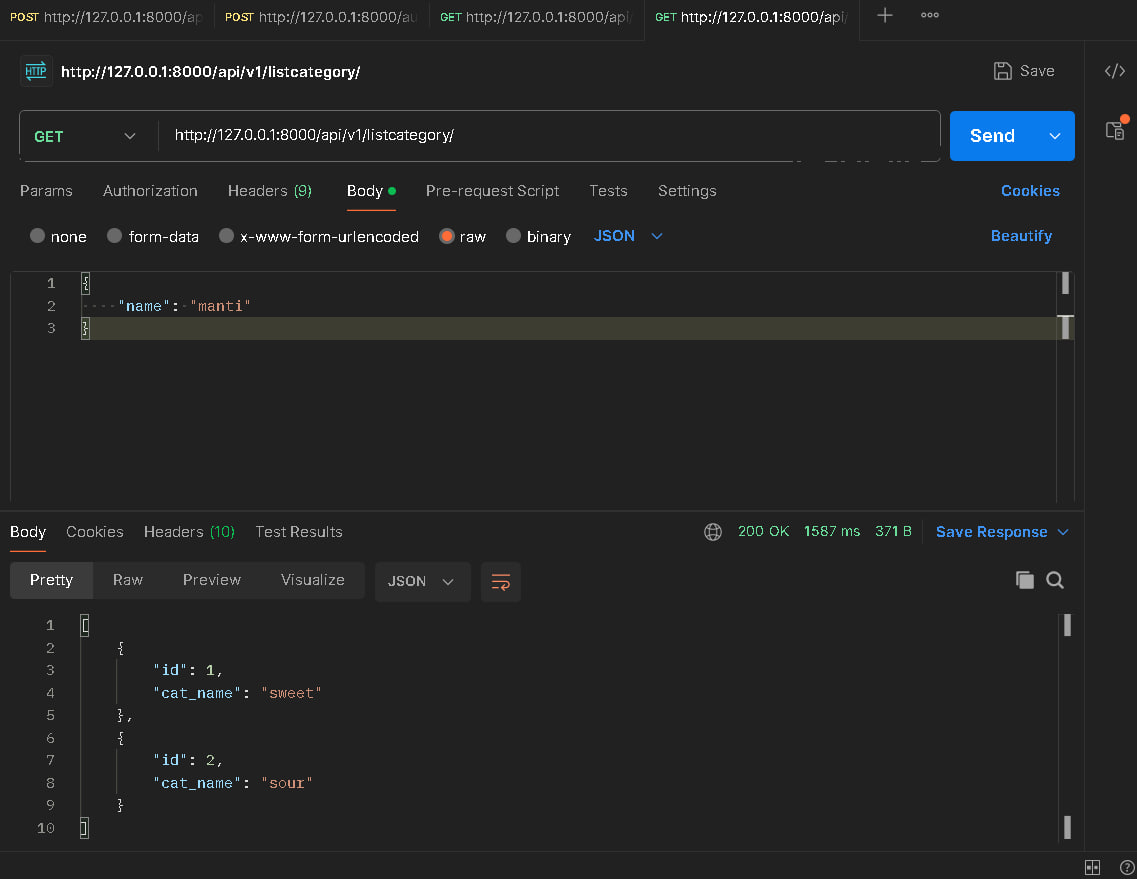 POST http://127.0.0.1:8000/ap POST http://127.0.0.1:8000/au GET http://127.0.0.1:8000/api/ GET http://127.0.0.1:8000/api/
HTTP http://127.0.0.1:8000/api/v1/listcategory/ Save </>
GET http://127.0.0.1:8000/api/v1/listcategory/ Send
Params Authorization Headers (9) Body Pre-request Script Tests Settings Cookies
none form-data x-www-form-urlencoded raw binary JSON Beautify
1 {
2 "name": "manti"
3 }
Body Cookies Headers (10) Test Results 200 OK 1587 ms 371 B Save Response
Pretty Raw Preview Visualize JSON
1 [
2 {
3 "id": 1,
4 "cat_name": "sweet"
5 },
6 {
7 "id": 2,
8 "cat_name": "sour"
9 }
10 ]